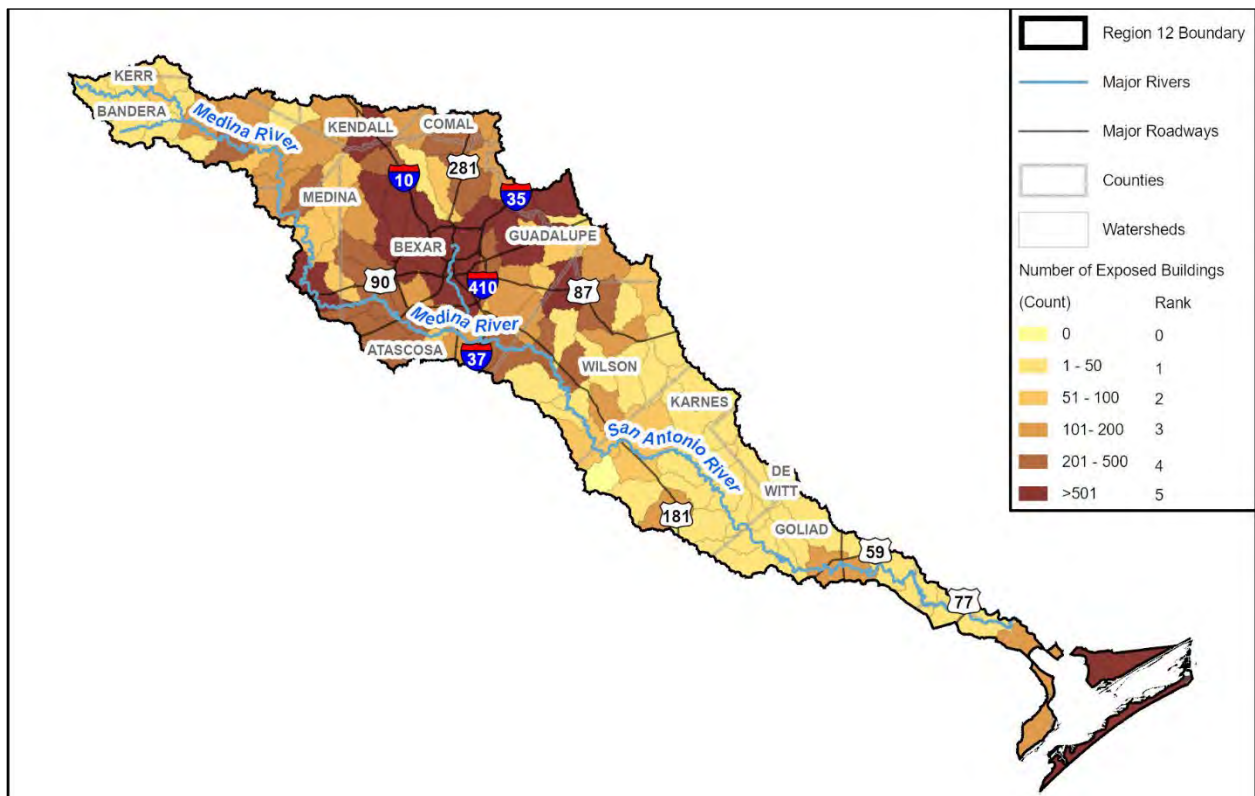 KERR
BANDERA
Medina River
KENDALL
COMAL
281
10
35
MEDINA
GUADALUPE
BEXAR
90
410
87
Medina River
ATASCOSA
37
WILSON
KARNES
San Antonio River
DE
WITT
181
GOLIAD
59
77
Region 12 Boundary
Major Rivers
Major Roadways
Counties
Watersheds
Number of Exposed Buildings
(Count) Rank
0 0
1 - 50 1
51 - 100 2
101- 200 3
201 - 500 4
>501 5